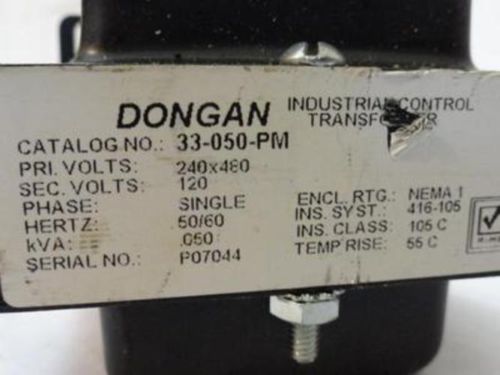 DONGAN
INDUSTRIAL CONTROL
TRANSFORMER
CATALOG NO.: 33-050-PM
PRI. VOLTS: 240x480
SEC. VOLTS: 120
PHASE: SINGLE
HERTZ: 50/60
kVA .050
SERIAL NO.: P07044
ENCL. RTG.: NEMA 1
INS. SYST.: 416-105
INS. CLASS: 105 C
TEMP RISE: 55 C